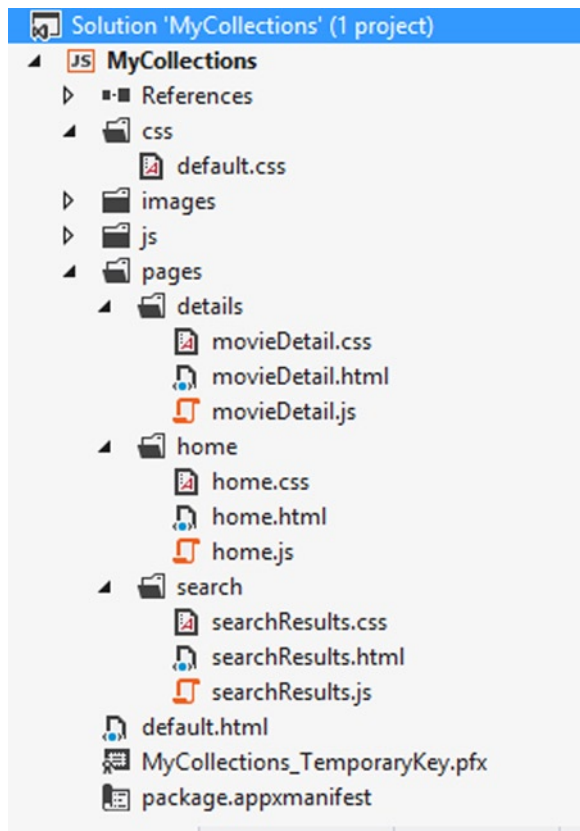 Solution 'MyCollections' (1 project)
JS MyCollections
References
css
default.css
images
js
pages
details
movieDetail.css
movieDetail.html
movieDetail.js
home
home.css
home.html
home.js
search
searchResults.css
searchResults.html
searchResults.js
default.html
MyCollections_TemporaryKey.pfx
package.appxmanifest